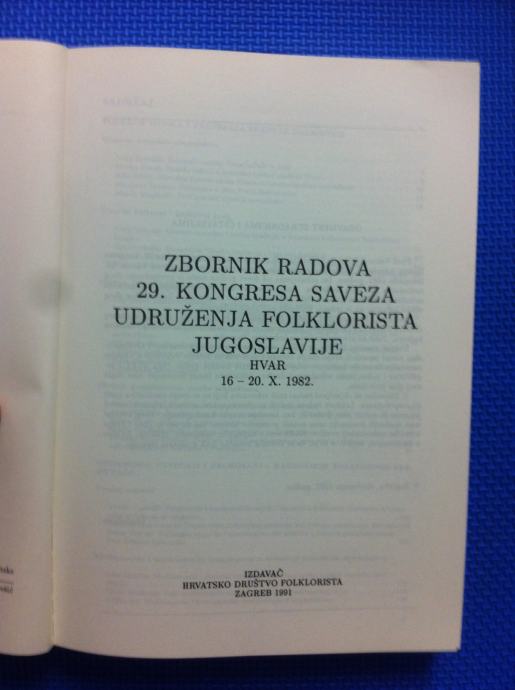 ZBORNIK RADOVA
29. KONGRESA SAVEZA
UDRUŽENJA FOLKLORISTA
JUGOSLAVIJE
HVAR
16 – 20. X. 1982.
IZDAVAČ
HRVATSKO DRUŠTVO FOLKLORISTA
ZAGREB 1991